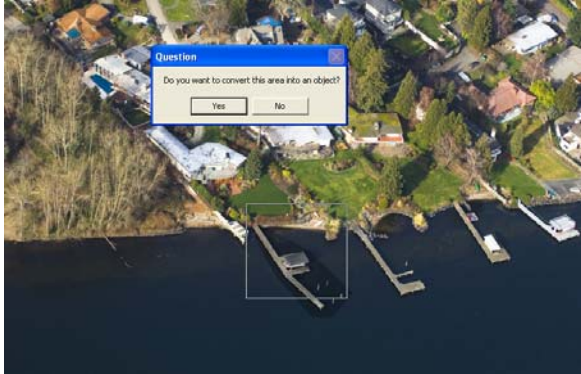 Question
Do you want to convert this area into an object?
Yes
No